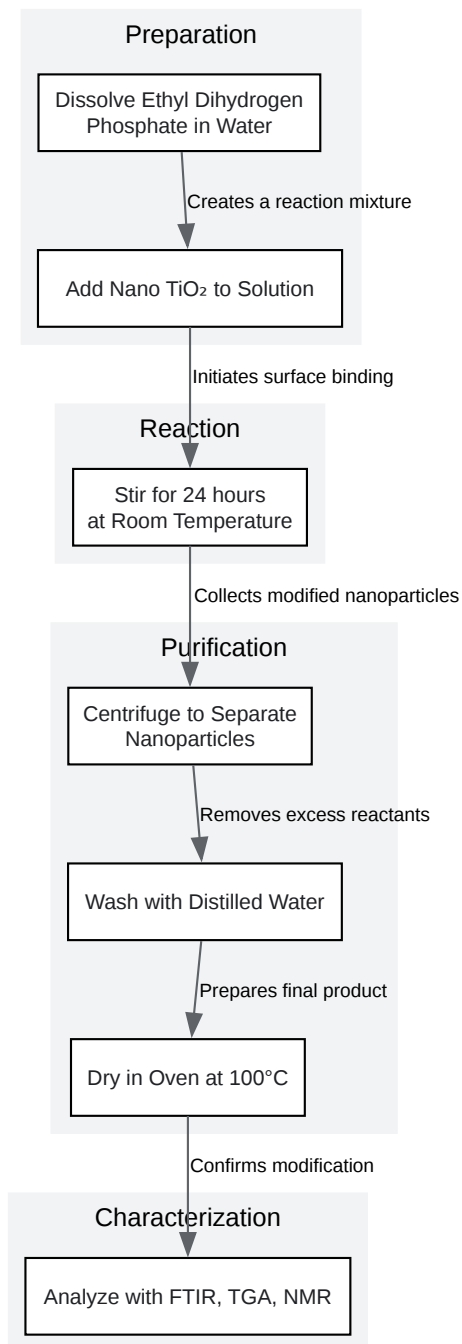 Preparation
Dissolve Ethyl Dihydrogen
Phosphate in Water
Creates a reaction mixture
Add Nano TiO₂ to Solution
Initiates surface binding
Reaction
Stir for 24 hours
at Room Temperature
Collects modified nanoparticles
Purification
Centrifuge to Separate
Nanoparticles
Removes excess reactants
Wash with Distilled Water
Prepares final product
Dry in Oven at 100°C
Confirms modification
Characterization
Analyze with FTIR, TGA, NMR